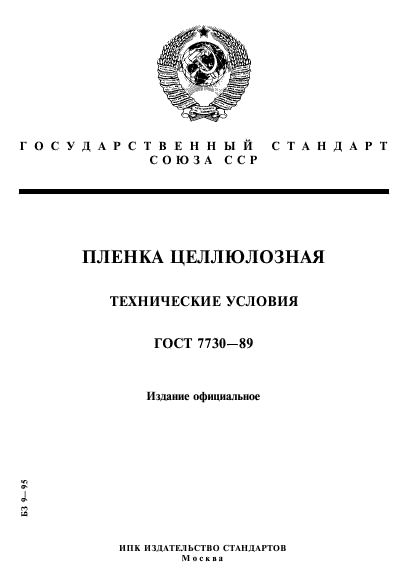 ГОСУДАРСТВЕННЫЙ СТАНДАРТ
СОЮЗА ССР
ПЛЕНКА ЦЕЛЛЮЛОЗНАЯ
ТЕХНИЧЕСКИЕ УСЛОВИЯ
ГОСТ 7730—89
Издание официальное
БЗ 9—95
ИПК ИЗДАТЕЛЬСТВО СТАНДАРТОВ
Москва